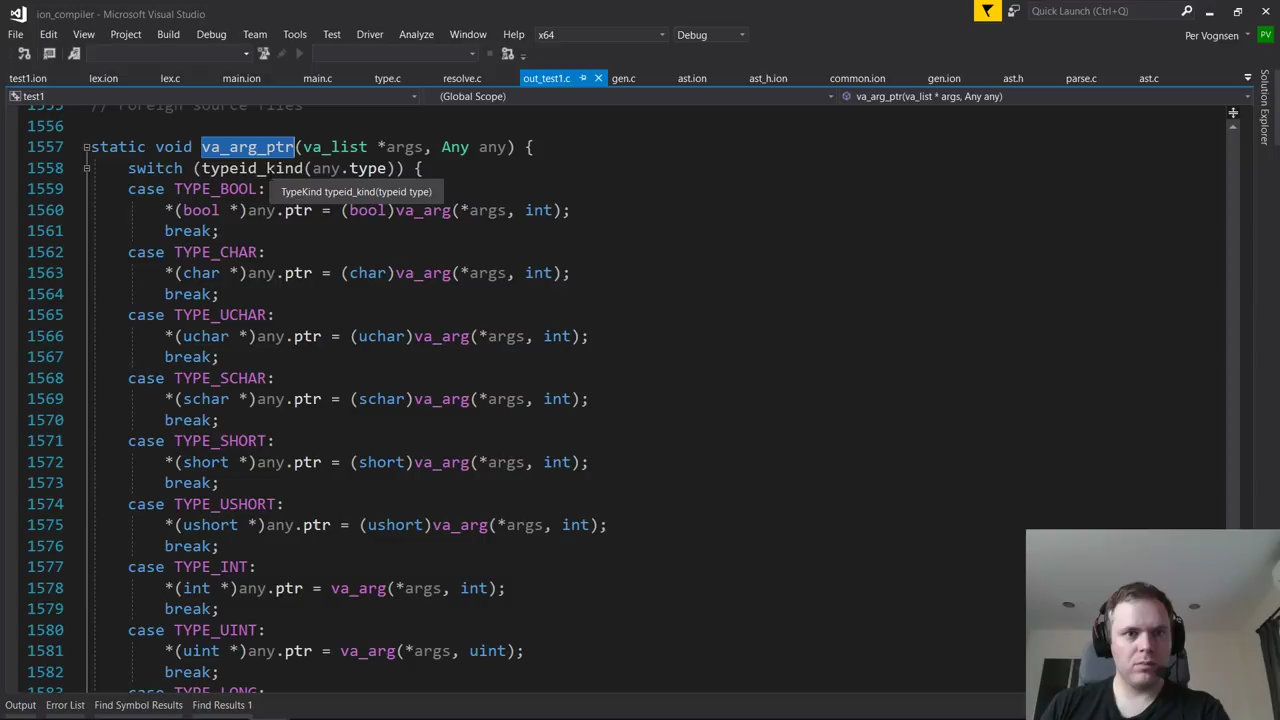 ion_compiler - Microsoft Visual Studio
Quick Launch (Ctrl+Q)
File Edit View Project Build Debug Team Tools Test Driver Analyze Window Help x64 Debug Per Vognsen PV
test1.ion lex.ion lex.c main.ion main.c type.c resolve.c out_test1.c gen.c ast.ion ast_h.ion common.ion gen.ion ast.h parse.c ast.c
test1 (Global Scope) va_arg_ptr(va_list * args, Any any)
Solution Explorer
1555 // Foreign source files
1556
1557 static void va_arg_ptr(va_list *args, Any any) {
1558 switch (typeid_kind(any.type)) {
1559 case TYPE_BOOL:
TypeKind typeid_kind(typeid type)
1560 *(bool *)any.ptr = (bool)va_arg(*args, int);
1561 break;
1562 case TYPE_CHAR:
1563 *(char *)any.ptr = (char)va_arg(*args, int);
1564 break;
1565 case TYPE_UCHAR:
1566 *(uchar *)any.ptr = (uchar)va_arg(*args, int);
1567 break;
1568 case TYPE_SCHAR:
1569 *(schar *)any.ptr = (schar)va_arg(*args, int);
1570 break;
1571 case TYPE_SHORT:
1572 *(short *)any.ptr = (short)va_arg(*args, int);
1573 break;
1574 case TYPE_USHORT:
1575 *(ushort *)any.ptr = (ushort)va_arg(*args, int);
1576 break;
1577 case TYPE_INT:
1578 *(int *)any.ptr = va_arg(*args, int);
1579 break;
1580 case TYPE_UINT:
1581 *(uint *)any.ptr = va_arg(*args, uint);
1582 break;
1583 case TYPE_LONG:
Output Error List Find Symbol Results Find Results 1